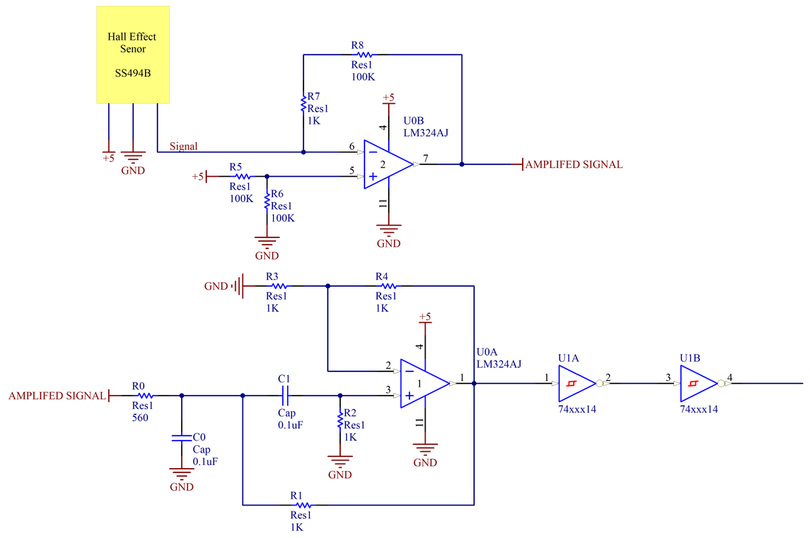 Hall Effect
Senor
SS494B
+5
GND
Signal
R8
Res1
100K
R7
Res1
1K
+5
4
U0B
LM324AJ
6
2
7
5
11
GND
AMPLIFED SIGNAL
+5
R5
Res1
100K
R6
Res1
100K
GND
GND
R3
Res1
1K
R4
Res1
1K
+5
4
U0A
LM324AJ
2
1
1
3
11
GND
AMPLIFED SIGNAL
R0
Res1
560
C0
Cap
0.1uF
GND
C1
Cap
0.1uF
R2
Res1
1K
GND
R1
Res1
1K
U1A
1
2
74xxx14
U1B
3
4
74xxx14